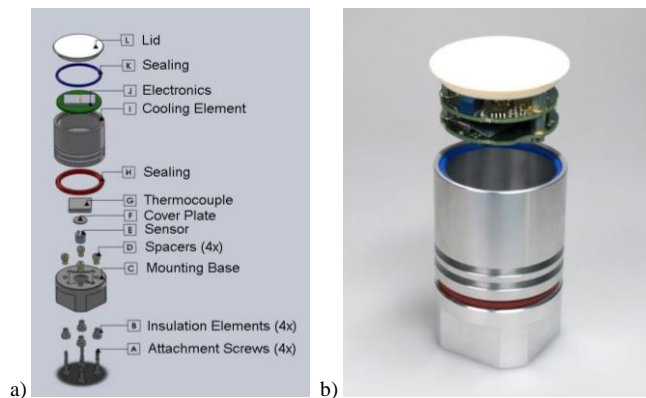 L Lid
K Sealing
J Electronics
I Cooling Element
H Sealing
G Thermocouple
F Cover Plate
E Sensor
D Spacers (4x)
C Mounting Base
B Insulation Elements (4x)
A Attachment Screws (4x)
a) b)